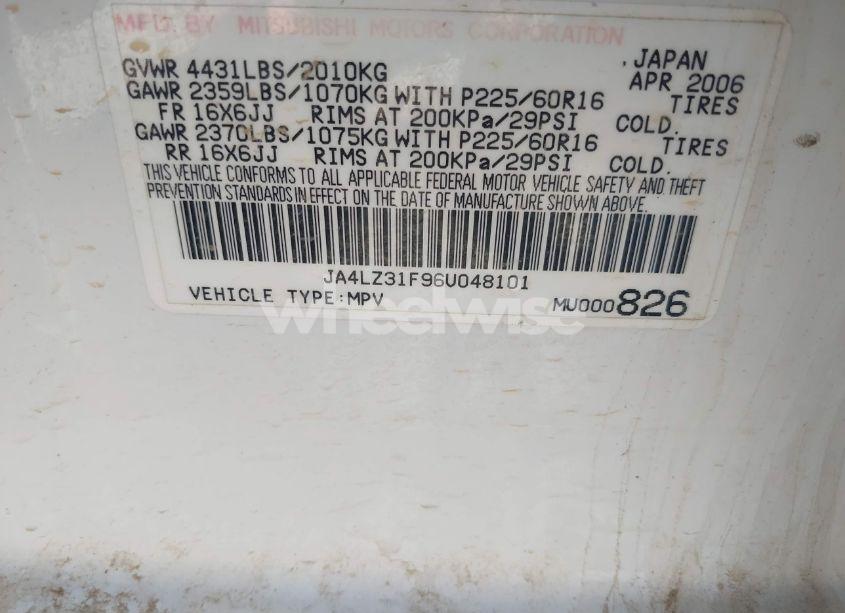 MFD. BY MITSUBISHI MOTORS CORPORATION
GVWR 4431LBS/2010KG .JAPAN APR 2006
GAWR 2359LBS/1070KG WITH P225/60R16 TIRES
FR 16X6JJ RIMS AT 200KPa/29PSI COLD.
GAWR 2370LBS/1075KG WITH P225/60R16 TIRES
RR 16X6JJ RIMS AT 200KPa/29PSI COLD.
THIS VEHICLE CONFORMS TO ALL APPLICABLE FEDERAL MOTOR VEHICLE SAFETY AND THEFT
PREVENTION STANDARDS IN EFFECT ON THE DATE OF MANUFACTURE SHOWN ABOVE.
JA4LZ31F96U048101
VEHICLE TYPE:MPV MU000826
wheelwise